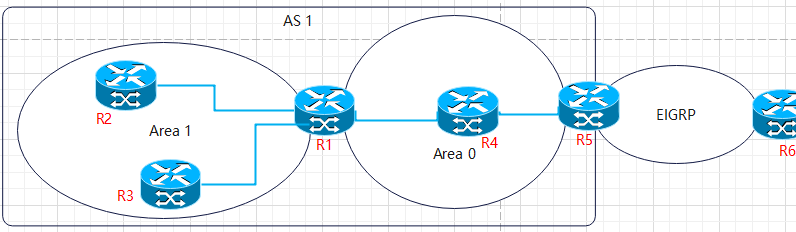 AS 1
R2
Area 1
R3
R1
Area 0
R4
R5
EIGRP
R6